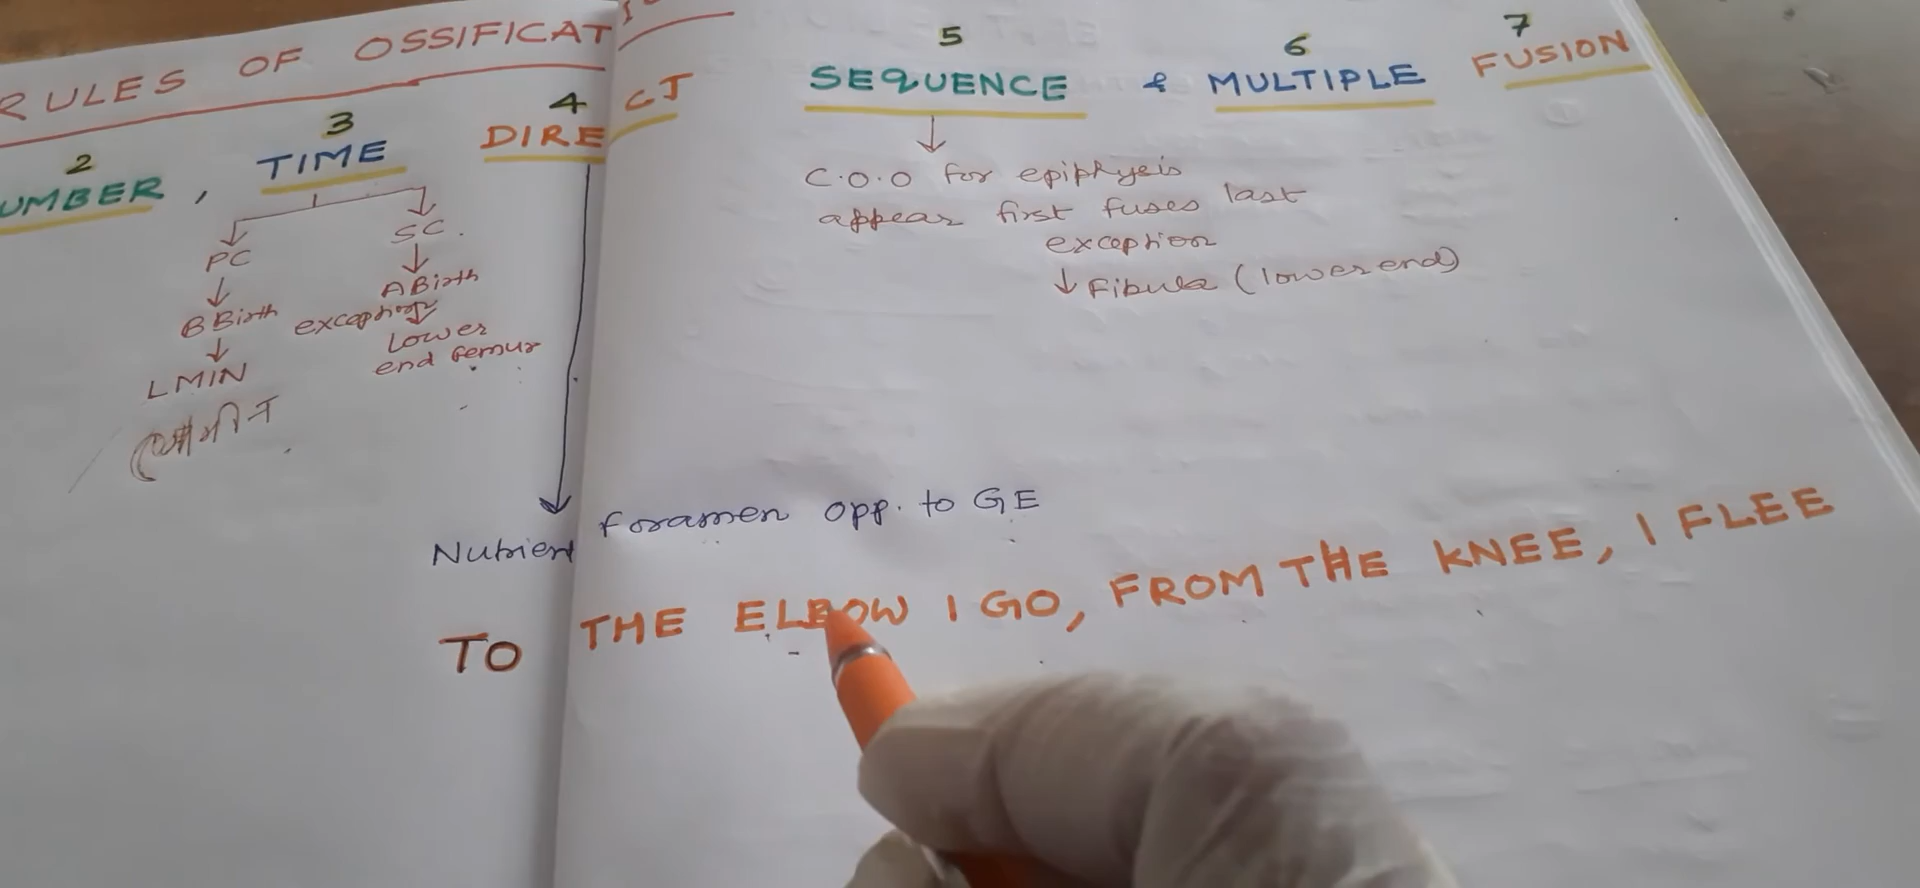 RULES OF OSSIFICAT
2 3 4 5 6 7
UMBER, TIME DIRECT SEQUENCE & MULTIPLE FUSION
PC SC.
B Birth A Birth
LMIN exception Lower
end femur
C.O.O for epiphysis
appear first fuses last
exception
Fibula (lower end)
Nutrient foramen opp. to GE
TO THE ELBOW I GO, FROM THE KNEE, I FLEE